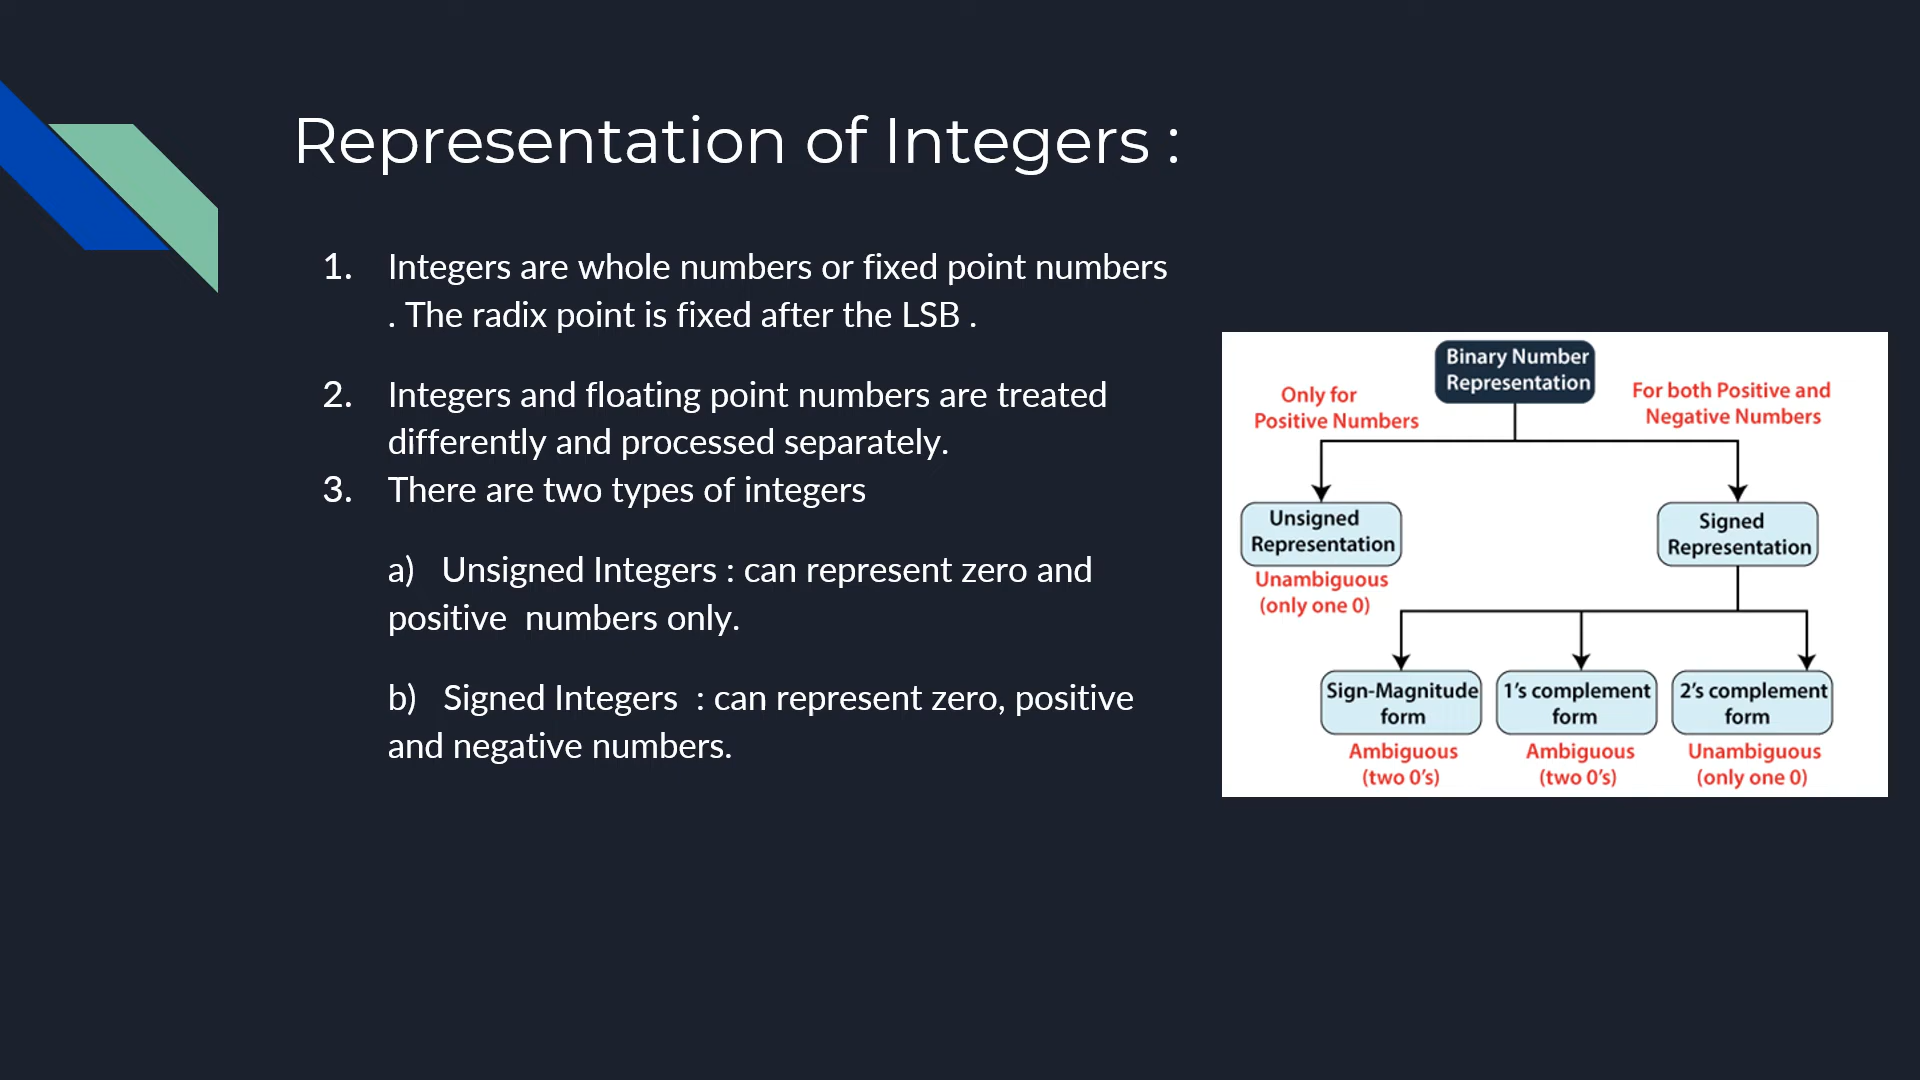 Representation of Integers :
1. Integers are whole numbers or fixed point numbers
. The radix point is fixed after the LSB .
2. Integers and floating point numbers are treated
differently and processed separately.
3. There are two types of integers
a) Unsigned Integers : can represent zero and
positive numbers only.
b) Signed Integers : can represent zero, positive
and negative numbers.
Binary Number
Representation
Only for
Positive Numbers
For both Positive and
Negative Numbers
Unsigned
Representation
Unambiguous
(only one 0)
Signed
Representation
Sign-Magnitude
form
Ambiguous
(two 0's)
1's complement
form
Ambiguous
(two 0's)
2's complement
form
Unambiguous
(only one 0)